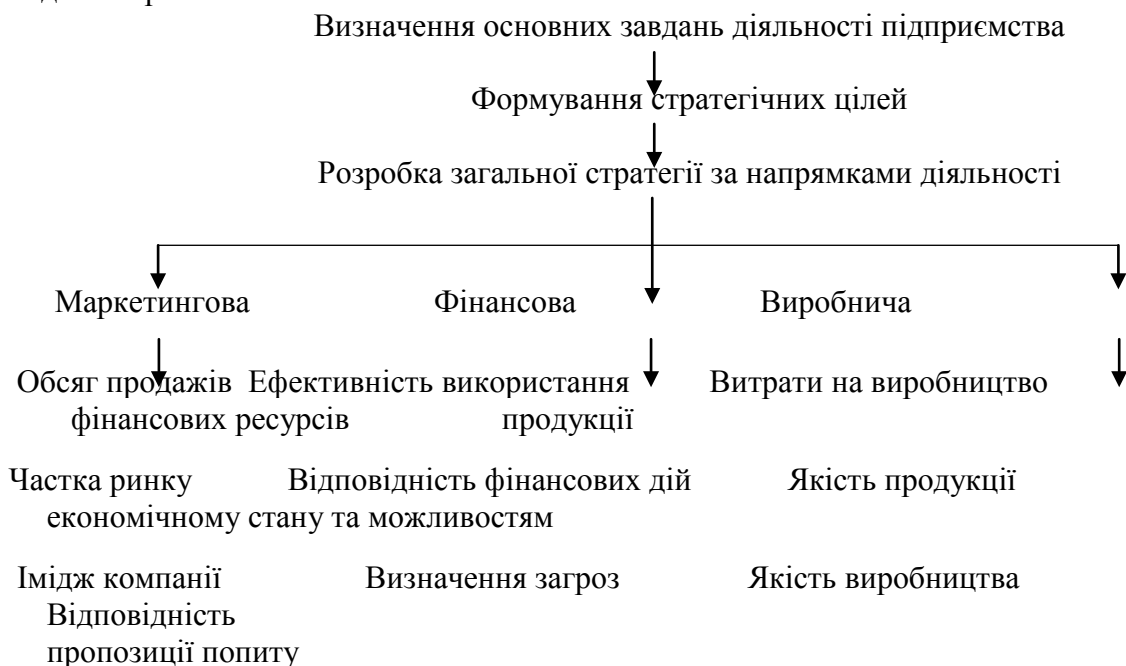 Визначення основних завдань діяльності підприємства
Формування стратегічних цілей
Розробка загальної стратегії за напрямками діяльності
Маркетингова Фінансова Виробнича
Обсяг продажів Ефективність використання Витрати на виробництво
фінансових ресурсів продукції
Частка ринку Відповідність фінансових дій Якість продукції
економічному стану та можливостям
Імідж компанії Визначення загроз Якість виробництва
Відповідність
пропозиції попиту